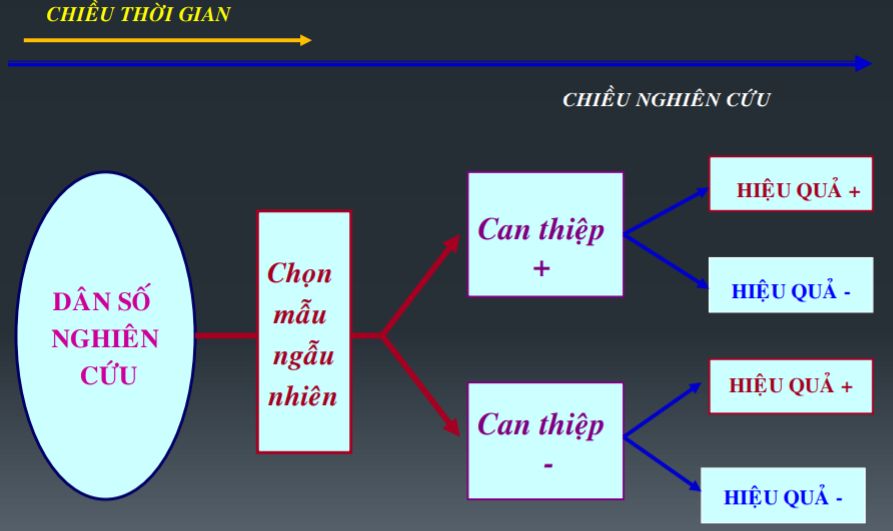 CHIỀU THỜI GIAN
CHIỀU NGHIÊN CỨU
DÂN SỐ
NGHIÊN
CỨU
Chọn
mẫu
ngẫu
nhiên
Can thiệp
+
HIỆU QUẢ +
HIỆU QUẢ -
Can thiệp
-
HIỆU QUẢ +
HIỆU QUẢ -